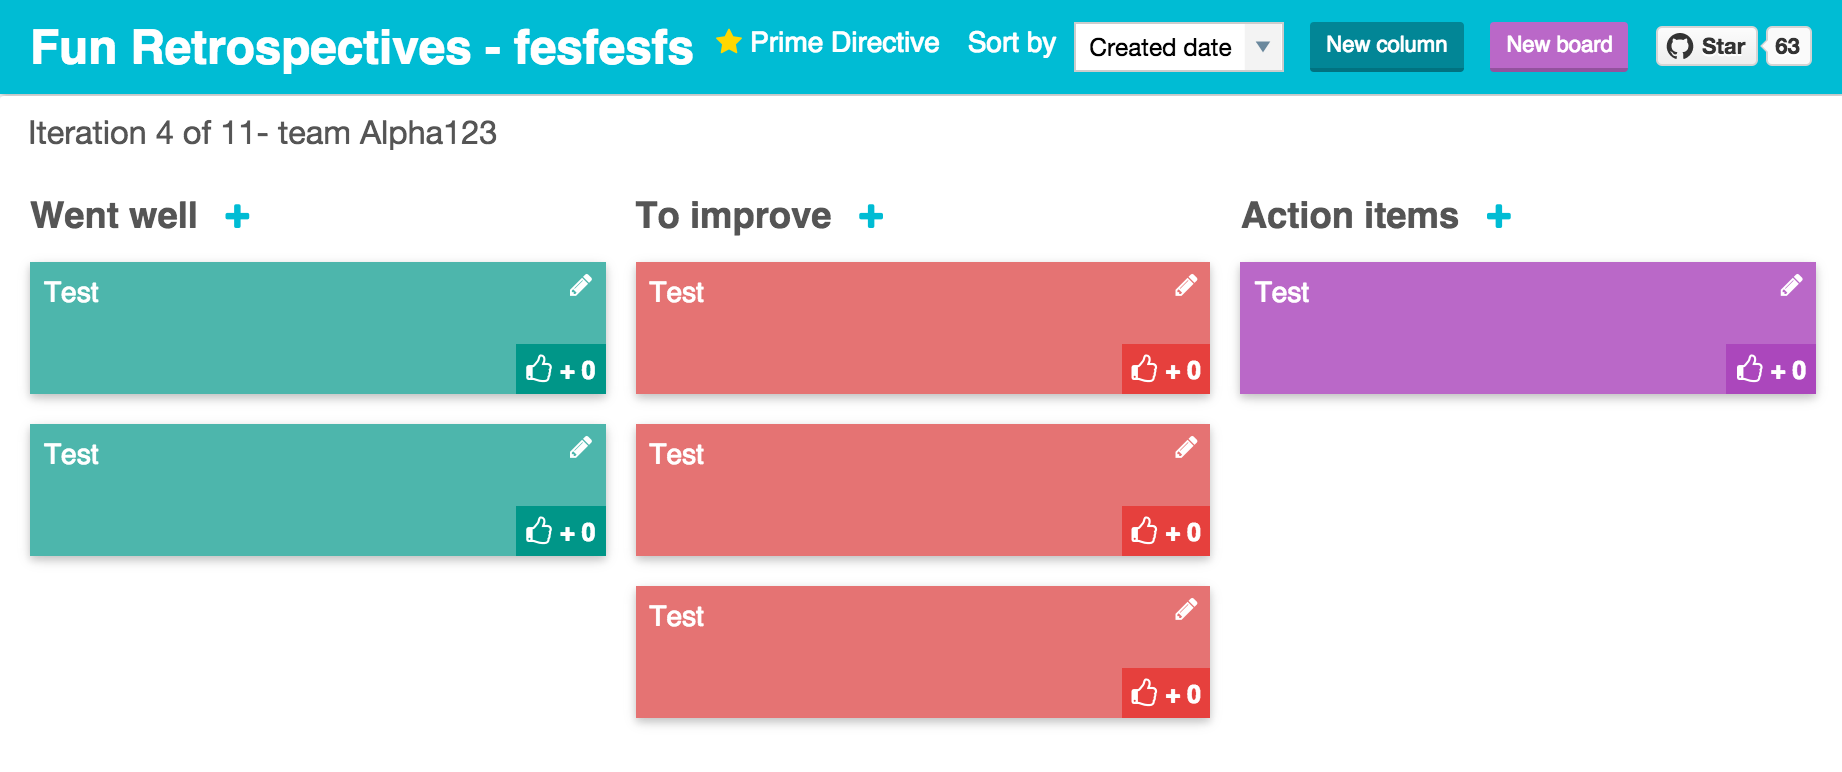 Fun Retrospectives - fesfesfs Prime Directive Sort by Created date New column New board Star 63
Iteration 4 of 11- team Alpha123
Went well + To improve + Action items +
Test Test Test
+ 0 + 0 + 0
Test Test
+ 0 + 0
Test
+ 0